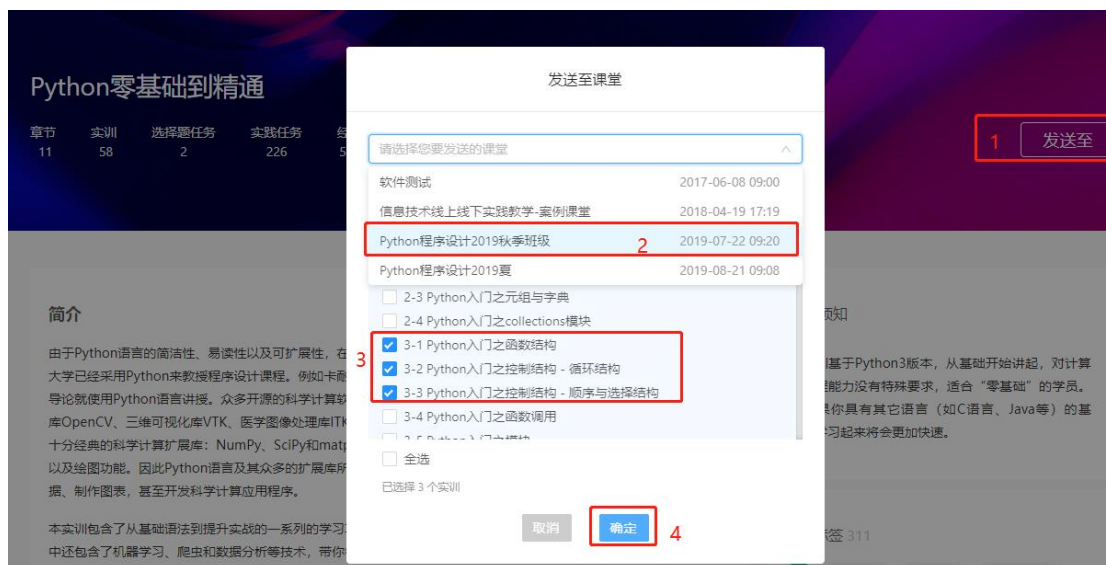 Python零基础到精通
章节 实训 选择题任务 实践任务 经
11 58 2 226 5
1 发送至
发送至课堂
请选择您要发送的课堂
软件测试 2017-06-08 09:00
信息技术线上线下实践教学-案例课堂 2018-04-19 17:19
Python程序设计2019秋季班级 2 2019-07-22 09:20
Python程序设计2019夏 2019-08-21 09:08
2-3 Python入门之元组与字典
2-4 Python入门之collections模块
3
3-1 Python入门之函数结构
3-2 Python入门之控制结构 - 循环结构
3-3 Python入门之控制结构 - 顺序与选择结构
3-4 Python入门之函数调用
全选
已选择 3 个实训
取消 确定 4
简介
由于Python语言的简洁性、易读性以及可扩展性,在
大学已经采用Python来教授程序设计课程。例如卡耐
导论就使用Python语言讲授。众多开源的科学计算软
库OpenCV、三维可视化库VTK、医学图像处理库ITK
十分经典的科学计算扩展库:NumPy、SciPy和matp
以及绘图功能。因此Python语言及其众多的扩展库所
据、制作图表,甚至开发科学计算应用程序。
本实训包含了从基础语法到提升实战的一系列的学习
中还包含了机器学习、爬虫和数据分析等技术,带你
须知
基于Python3版本,从基础开始讲起,对计算
能力没有特殊要求,适合“零基础”的学员。
你具有其它语言(如C语言、Java等)的基
学习起来将会更加快速。
标签 311